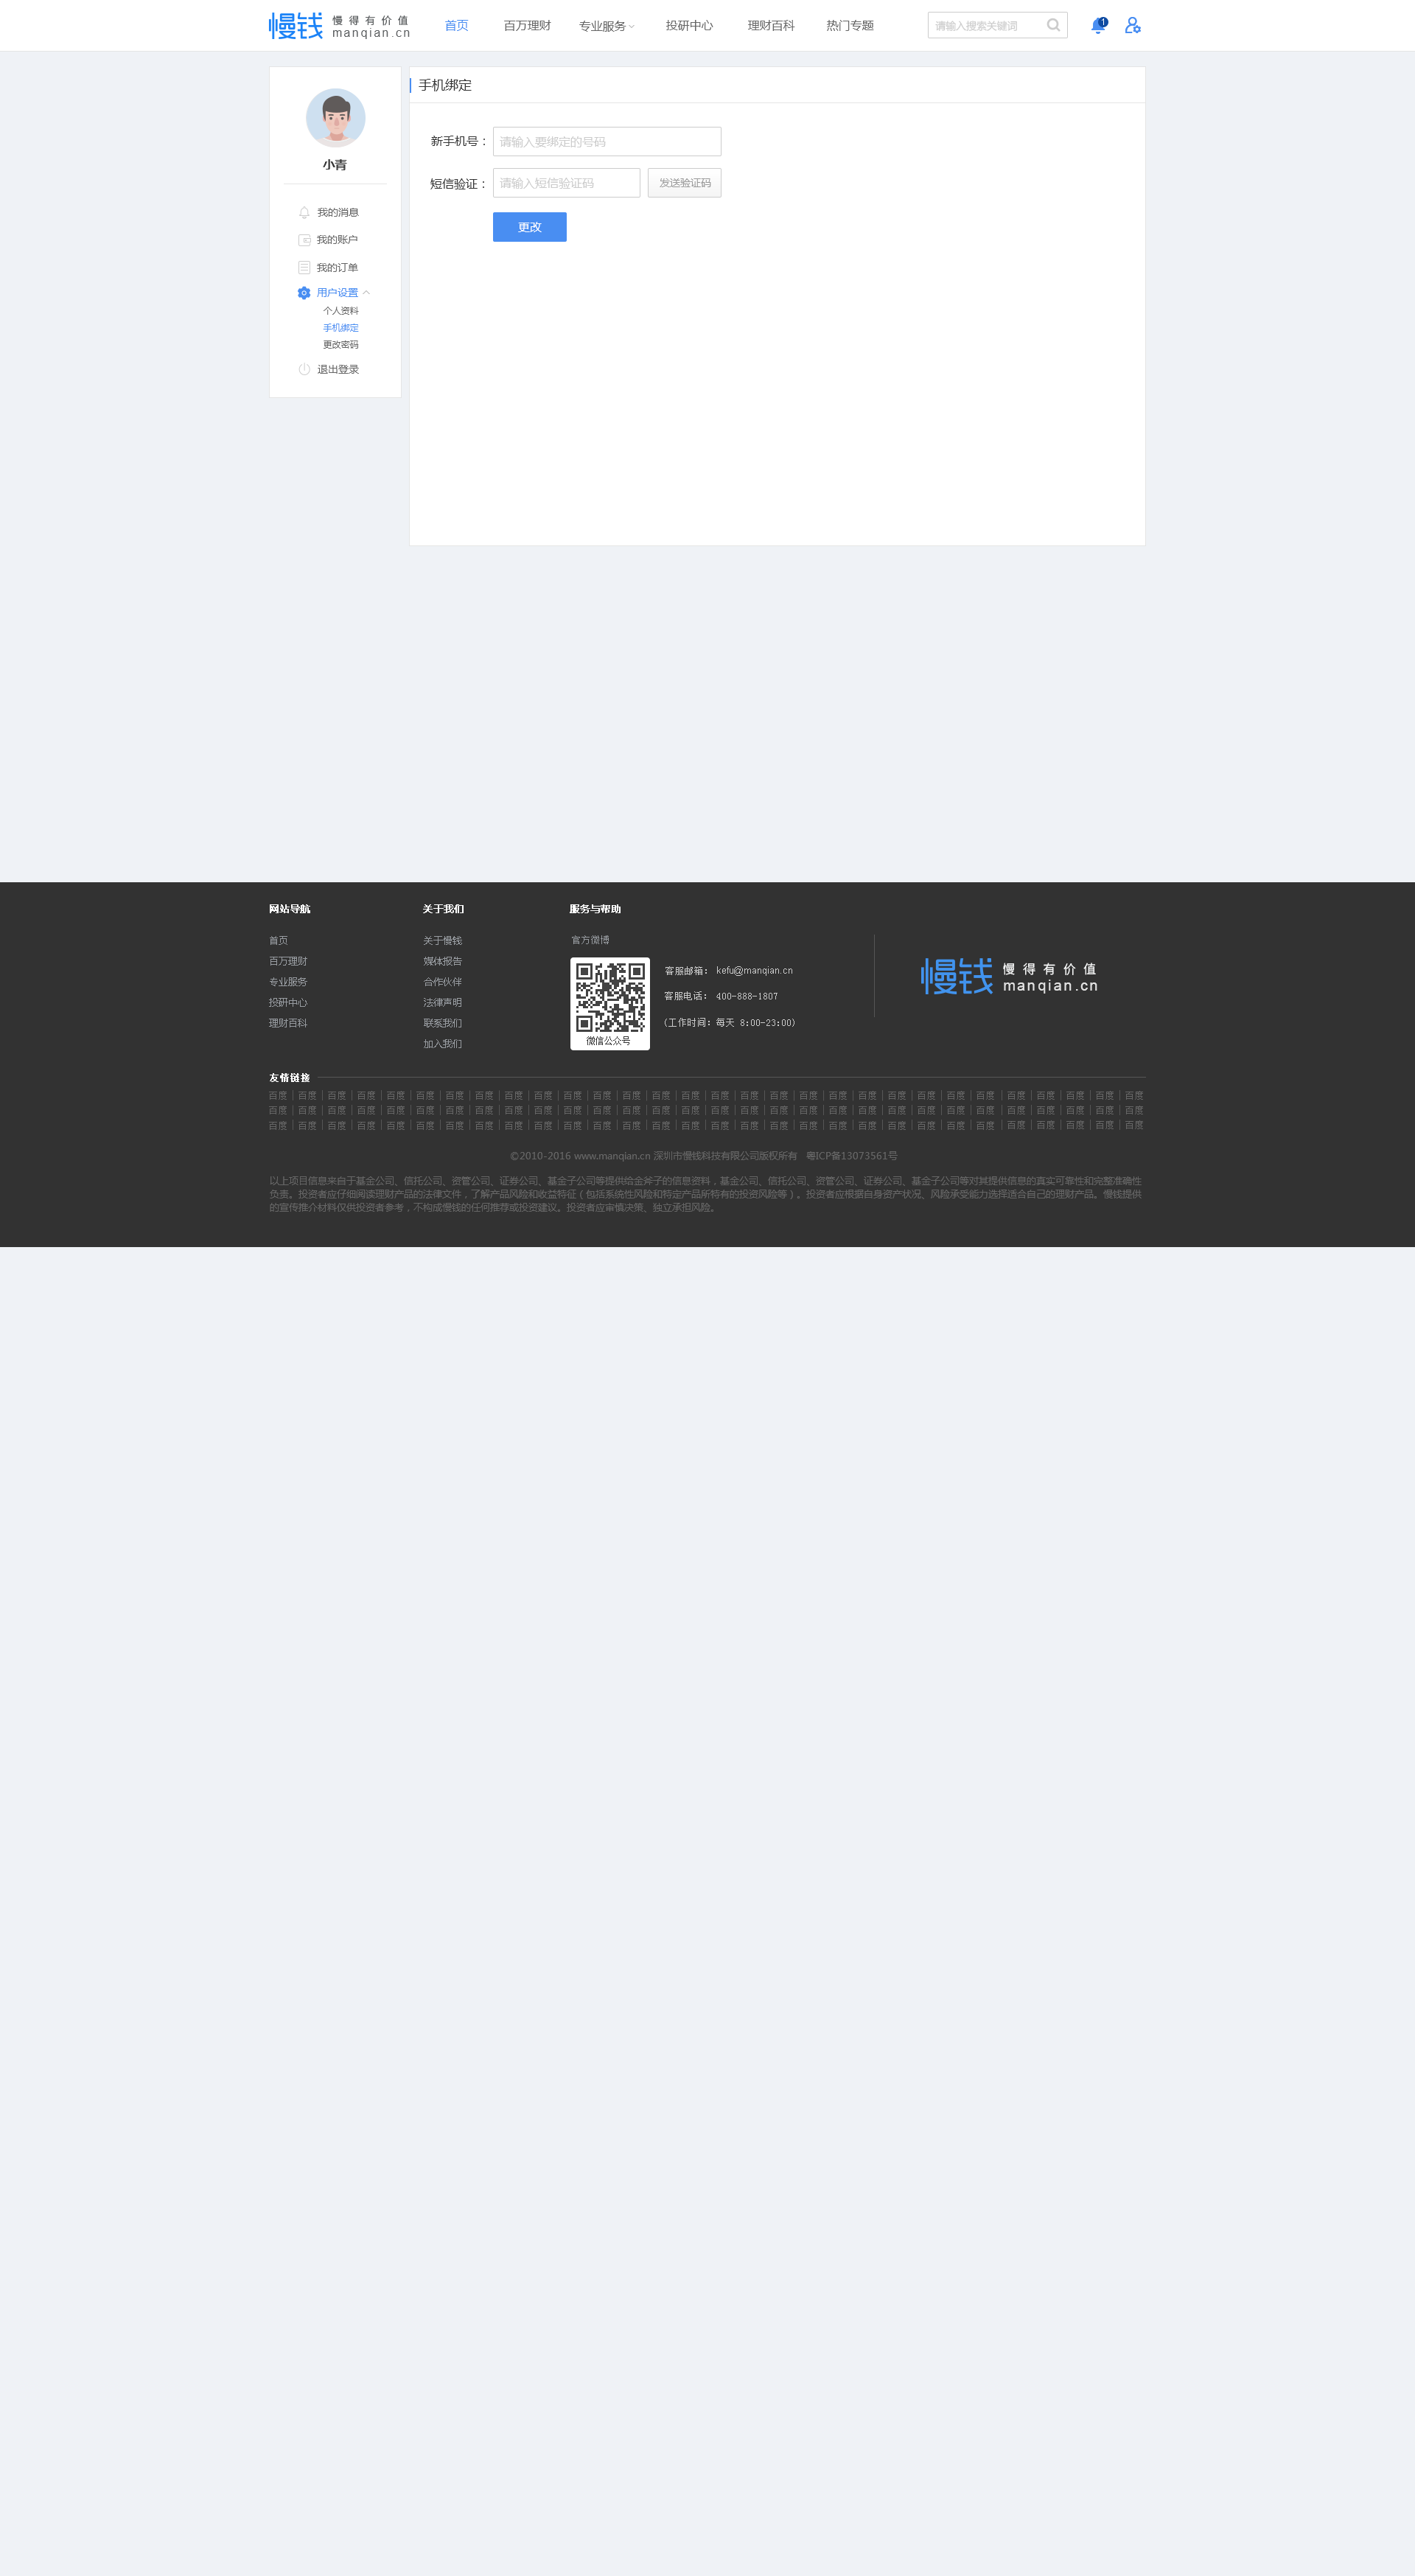 慢钱 慢得有价值 manqian.cn 首页 百万理财 专业服务 投研中心 理财百科 热门专题 请输入搜索关键词 1
手机绑定
小青
新手机号： 请输入要绑定的号码
短信验证： 请输入短信验证码 发送验证码
更改
我的消息
我的账户
我的订单
用户设置
个人资料
手机绑定
更改密码
退出登录
网站导航
首页
百万理财
专业服务
投研中心
理财百科
关于我们
关于慢钱
媒体报告
合作伙伴
法律声明
联系我们
加入我们
服务与帮助
官方微博
微信公众号
客服邮箱： kefu@manqian.cn
客服电话： 400-888-1807
(工作时间：每天 8:00-23:00)
慢钱 慢得有价值
manqian.cn
友情链接
百度 | 百度 | 百度 | 百度 | 百度 | 百度 | 百度 | 百度 | 百度 | 百度 | 百度 | 百度 | 百度 | 百度 | 百度 | 百度 | 百度 | 百度 | 百度 | 百度 | 百度 | 百度 | 百度 | 百度 | 百度 | 百度 | 百度 | 百度 | 百度 | 百度
百度 | 百度 | 百度 | 百度 | 百度 | 百度 | 百度 | 百度 | 百度 | 百度 | 百度 | 百度 | 百度 | 百度 | 百度 | 百度 | 百度 | 百度 | 百度 | 百度 | 百度 | 百度 | 百度 | 百度 | 百度 | 百度 | 百度 | 百度 | 百度 | 百度
百度 | 百度 | 百度 | 百度 | 百度 | 百度 | 百度 | 百度 | 百度 | 百度 | 百度 | 百度 | 百度 | 百度 | 百度 | 百度 | 百度 | 百度 | 百度 | 百度 | 百度 | 百度 | 百度 | 百度 | 百度 | 百度 | 百度 | 百度 | 百度 | 百度
©2010-2016 www.manqian.cn 深圳市慢钱科技有限公司版权所有 粤ICP备13073561号
以上项目信息来自于基金公司、信托公司、资管公司、证券公司、基金子公司等提供给金斧子的信息资料，基金公司、信托公司、资管公司、证券公司、基金子公司等对其提供信息的真实可靠性和完整准确性
负责。投资者应仔细阅读理财产品的法律文件，了解产品风险和收益特征（包括系统性风险和特定产品所特有的投资风险等）。投资者应根据自身资产状况、风险承受能力选择适合自己的理财产品。慢钱提供
的宣传推介材料仅供投资者参考，不构成慢钱的任何推荐或投资建议。投资者应审慎决策、独立承担风险。